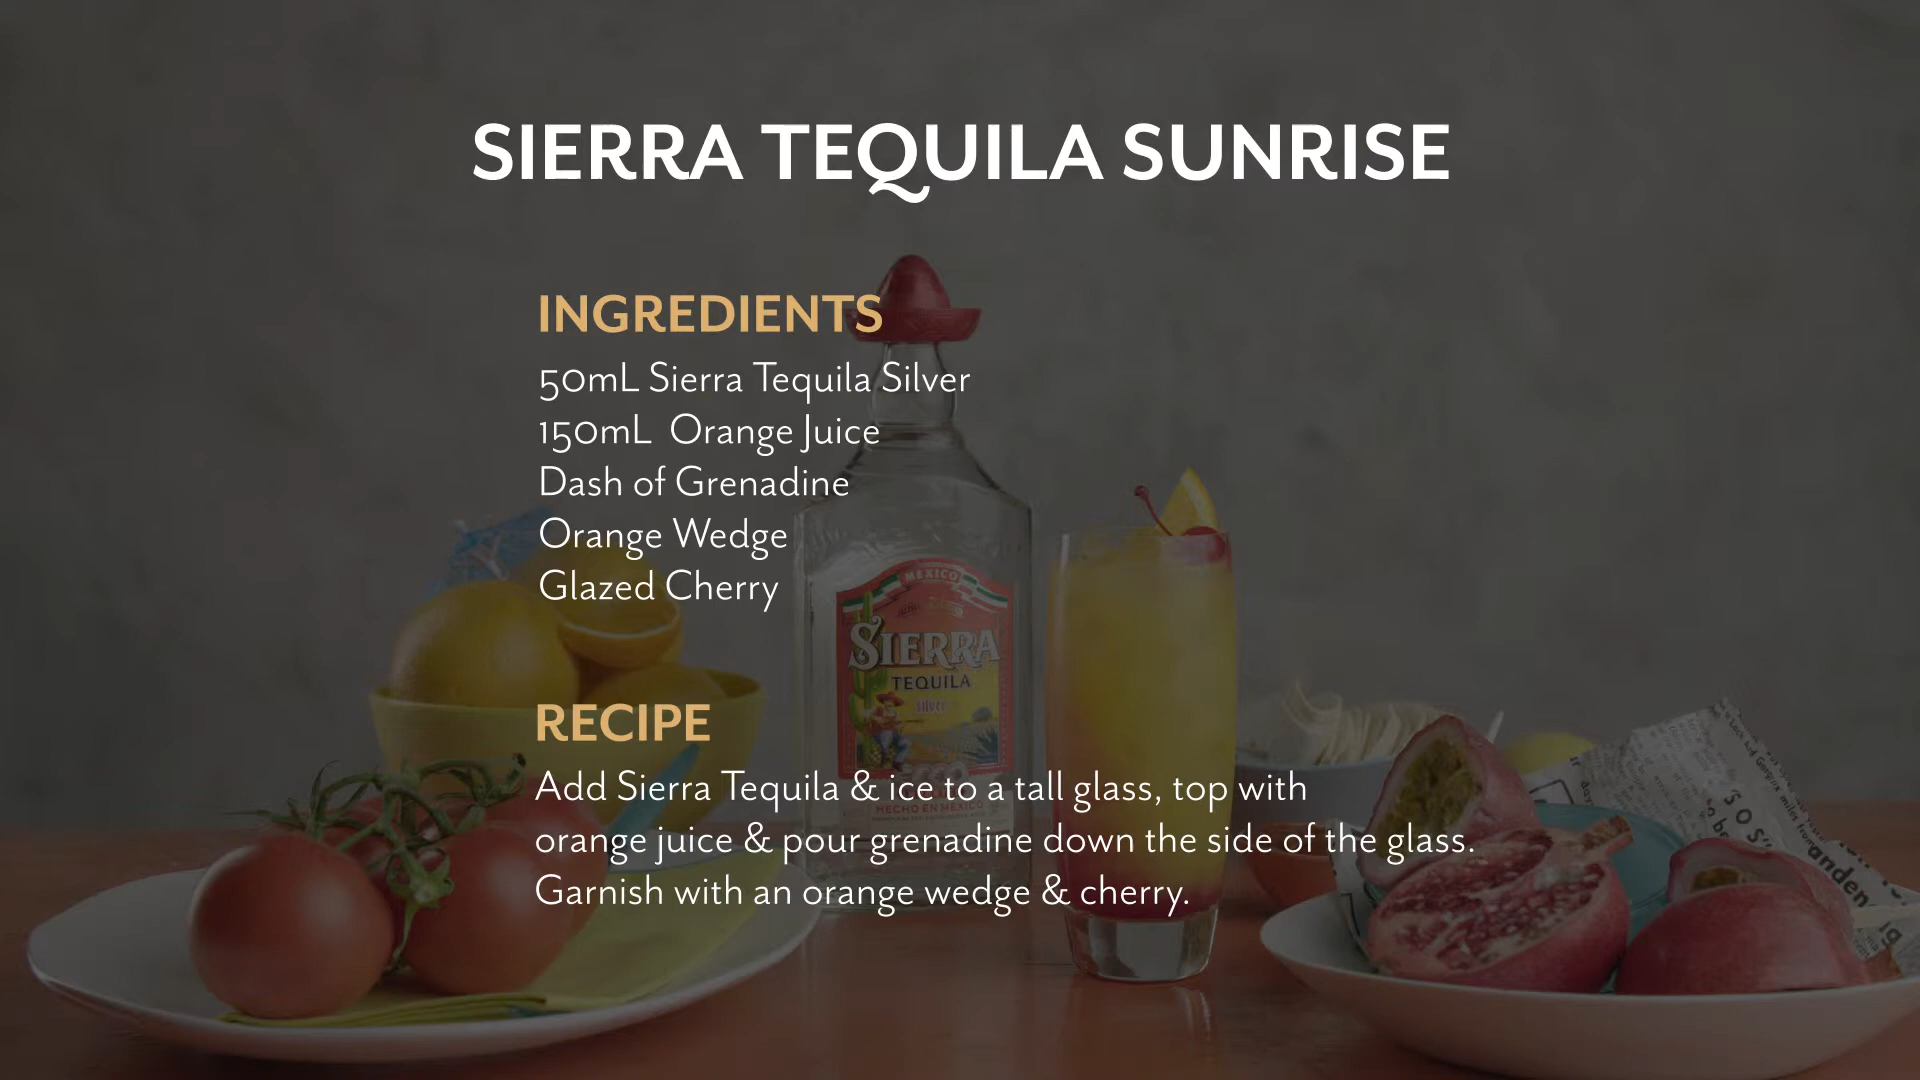 SIERRA TEQUILA SUNRISE
INGREDIENTS
50mL Sierra Tequila Silver
150mL  Orange Juice
Dash of Grenadine
Orange Wedge
Glazed Cherry
MEXICO
SIERRA
TEQUILA
silver
RECIPE
Add Sierra Tequila & ice to a tall glass, top with
HECHO EN MEXICO
orange juice & pour grenadine down the side of the glass.
Garnish with an orange wedge & cherry.